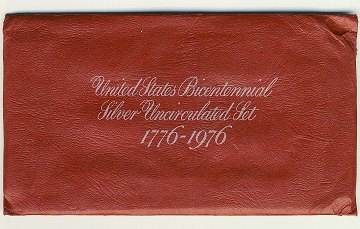 United States Bicentennial
Silver Uncirculated Set
1776-1976